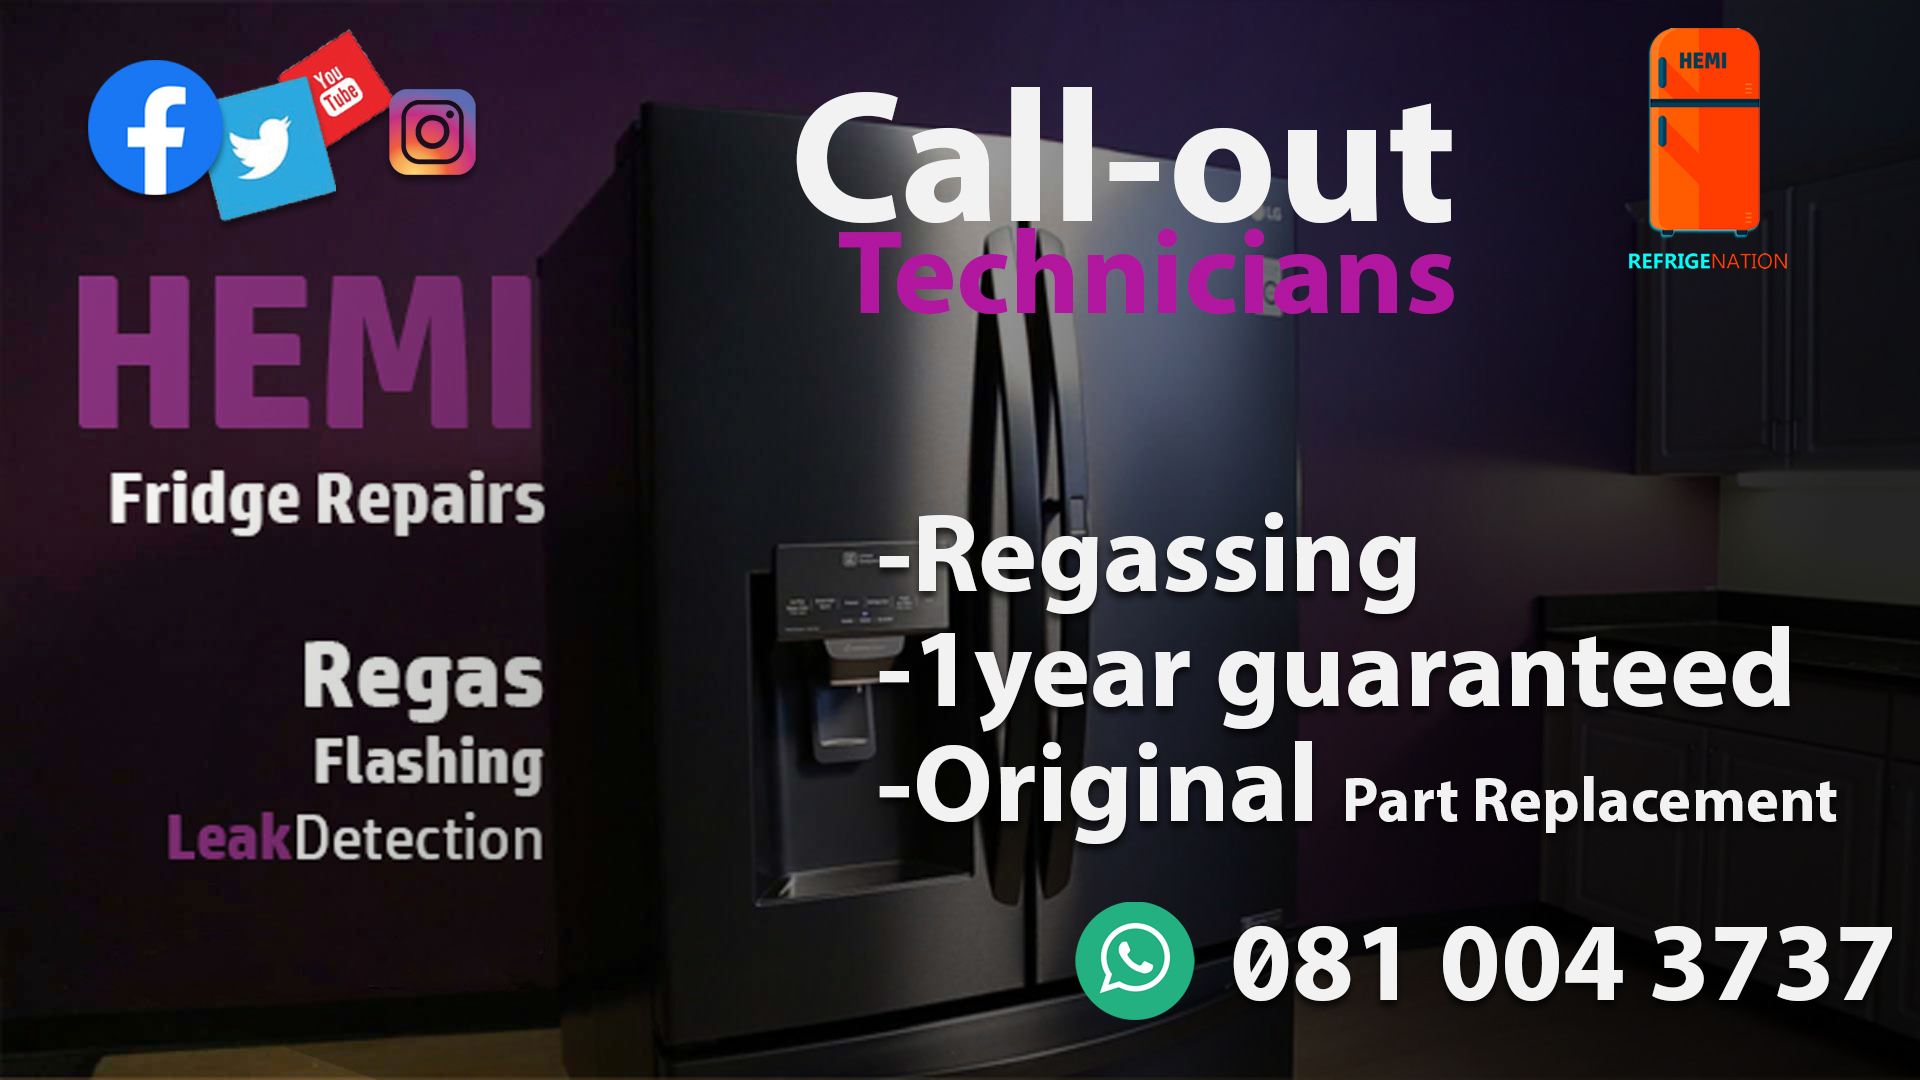 You
Tube
HEMI
Fridge Repairs
Regas
Flashing
LeakDetection
Call-out
Technicians
LG
HEMI
REFRIGENATION
-Regassing
-1year guaranteed
-Original Part Replacement
081 004 3737